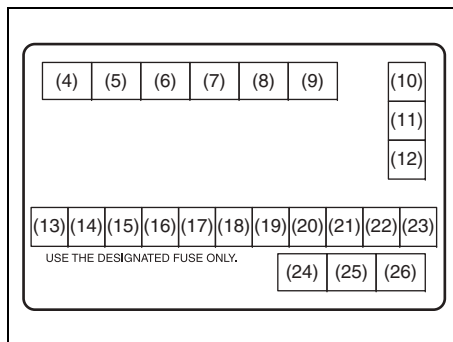 (4) (5) (6) (7) (8) (9) (10)
(11)
(12)
(13) (14) (15) (16) (17) (18) (19) (20) (21) (22) (23)
USE THE DESIGNATED FUSE ONLY.
(24) (25) (26)